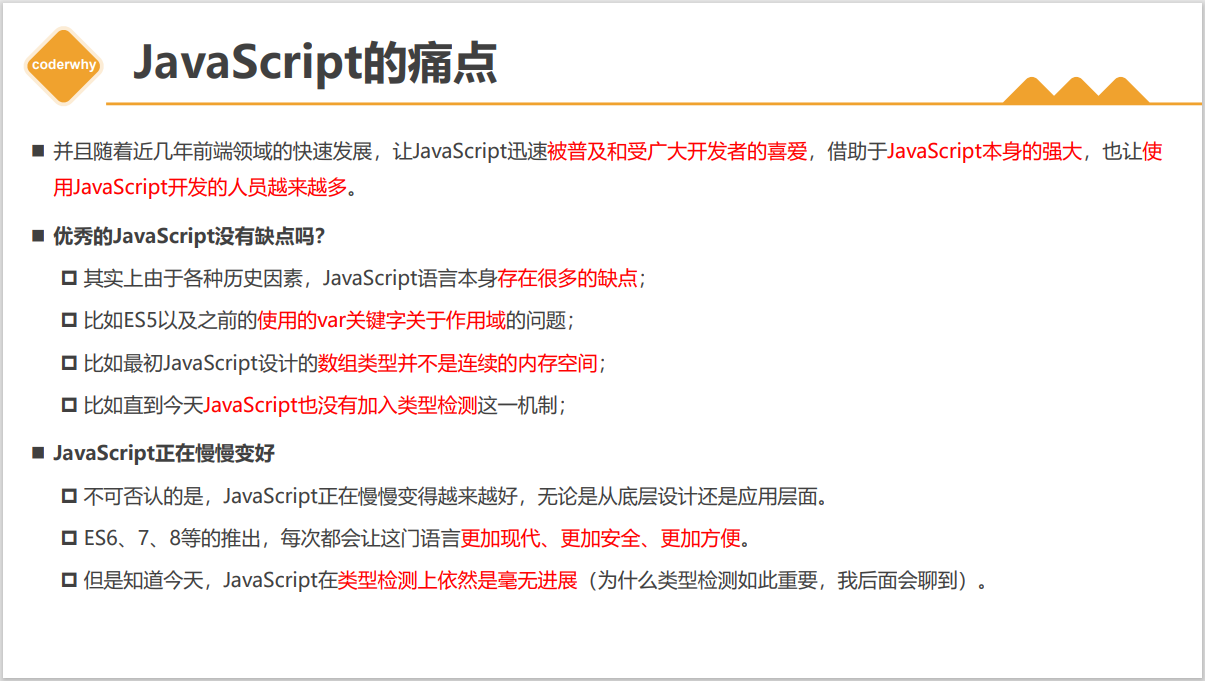 coderwhy
JavaScript的痛点
并且随着近几年前端领域的快速发展，让JavaScript迅速被普及和受广大开发者的喜爱，借助于JavaScript本身的强大，也让使
用JavaScript开发的人员越来越多。
优秀的JavaScript没有缺点吗？
其实上由于各种历史因素，JavaScript语言本身存在很多的缺点；
比如ES5以及之前的使用的var关键字关于作用域的问题；
比如最初JavaScript设计的数组类型并不是连续的内存空间；
比如直到今天JavaScript也没有加入类型检测这一机制；
JavaScript正在慢慢变好
不可否认的是，JavaScript正在慢慢变得越来越好，无论是从底层设计还是应用层面。
ES6、7、8等的推出，每次都会让这门语言更加现代、更加安全、更加方便。
但是知道今天，JavaScript在类型检测上依然是毫无进展（为什么类型检测如此重要，我后面会聊到）。